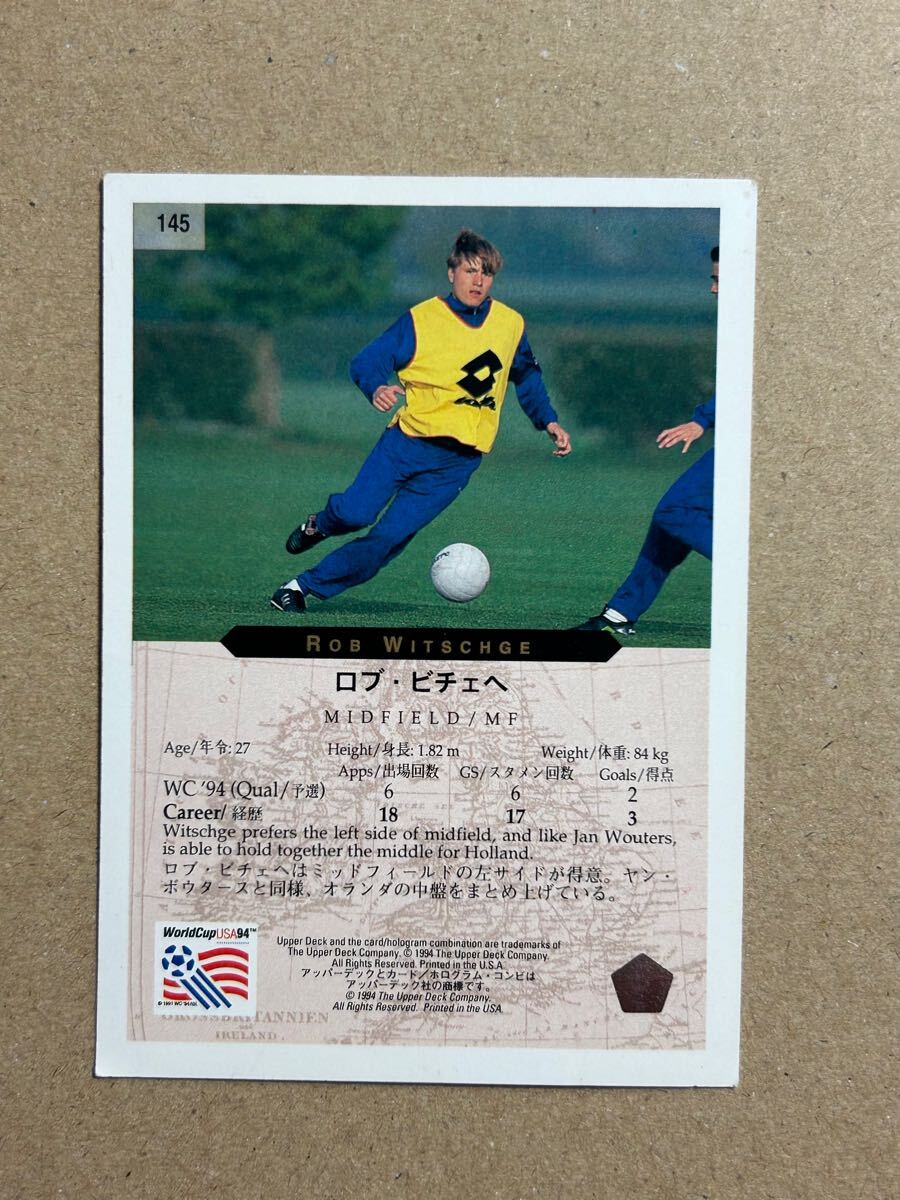 145
Lotto
ROB WITSCHGE
ロブ・ビチェへ
MIDFIELD/MF
Age/年令: 27 Height/身長: 1.82 m Weight/体重: 84 kg
Apps/出場回数 GS/スタメン回数 Goals/得点
WC '94 (Qual/予選) 6 6 2
Career/経歴 18 17 3
Witschge prefers the left side of midfield, and like Jan Wouters,
is able to hold together the middle for Holland.
ロブ・ビチェへはミッドフィールドの左サイドが得意。ヤン・
ボウタースと同様、オランダの中盤をまとめ上げている。
WorldCupUSA94™
© 1991 WC '94/ISL
Upper Deck and the card/hologram combination are trademarks of
The Upper Deck Company. © 1994 The Upper Deck Company.
All Rights Reserved. Printed in the U.S.A.
アッパーデックとカード/ホログラム・コンビは
アッパーデック社の商標です。
© 1994 The Upper Deck Company.
All Rights Reserved. Printed in the USA.
GROSSBRITANNIEN
und
IRELAND